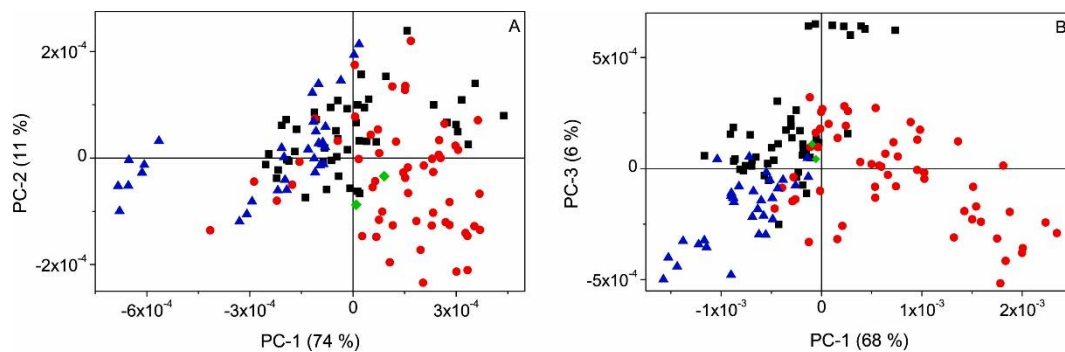 A
2x10⁻⁴
0
-2x10⁻⁴
PC-2 (11 %)
-6x10⁻⁴ -3x10⁻⁴ 0 3x10⁻⁴
PC-1 (74 %)
B
5x10⁻⁴
0
-5x10⁻⁴
PC-3 (6 %)
-1x10⁻³ 0 1x10⁻³ 2x10⁻³
PC-1 (68 %)